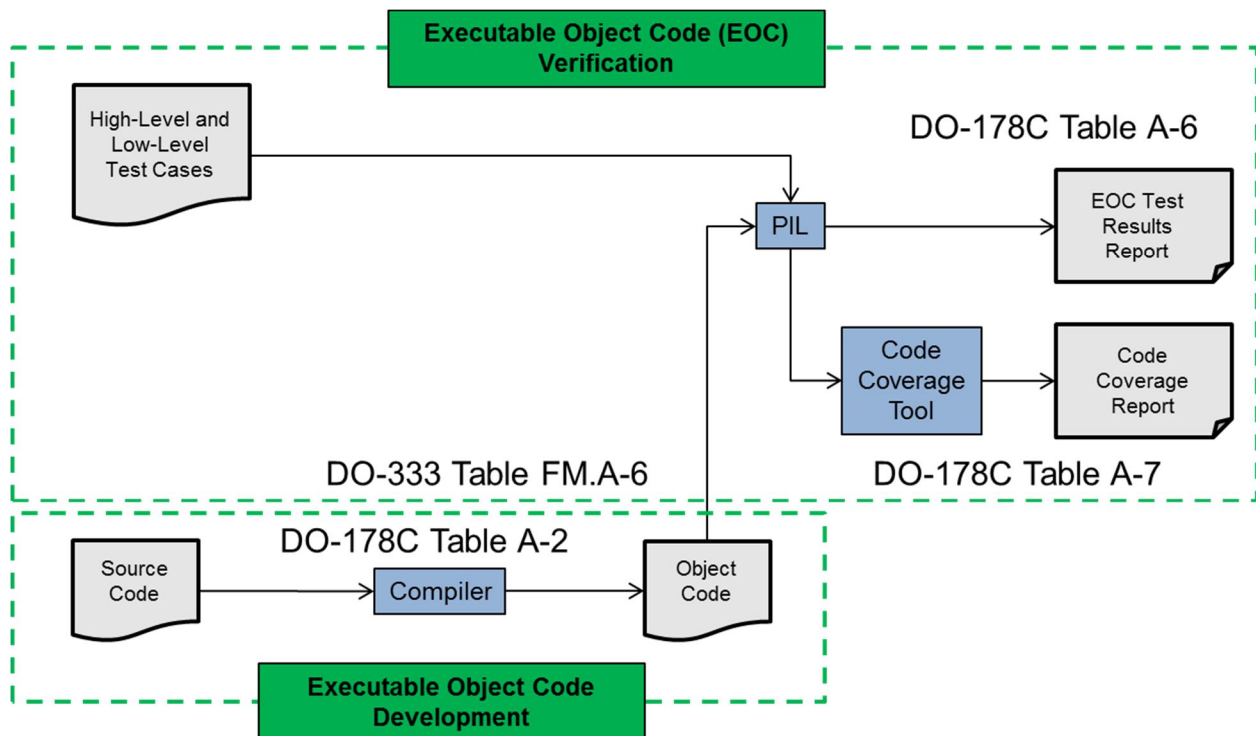 Executable Object Code (EOC)
Verification
High-Level and
Low-Level
Test Cases
DO-178C Table A-6
PIL
EOC Test
Results
Report
Code
Coverage
Tool
Code
Coverage
Report
DO-333 Table FM.A-6
DO-178C Table A-7
DO-178C Table A-2
Source
Code
Compiler
Object
Code
Executable Object Code
Development